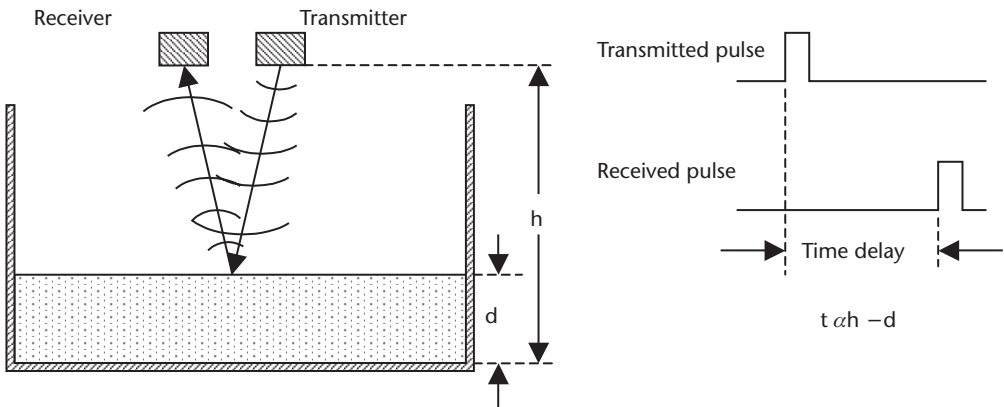 Receiver
Transmitter
h
d
Transmitted pulse
Received pulse
Time delay
t αh –d